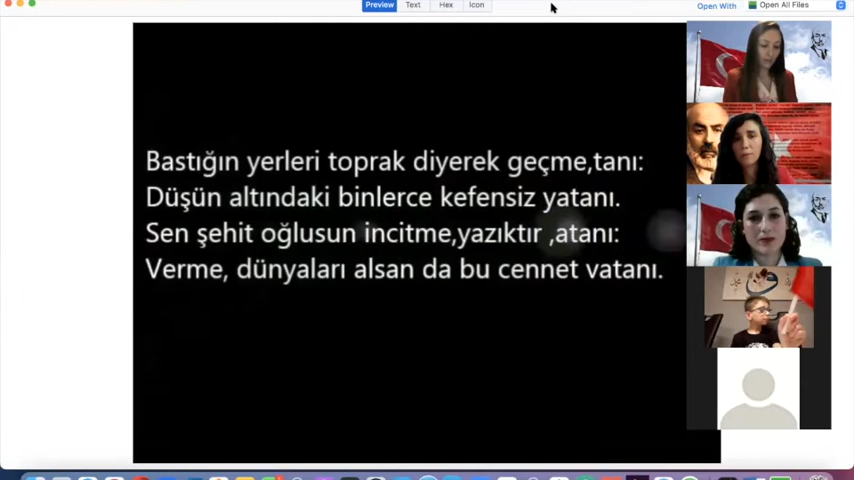 Preview Text Hex Icon Open With Open All Files
Bastığın yerleri toprak diyerek geçme,tanı:
Düşün altındaki binlerce kefensiz yatanı.
Sen şehit oğlusun incitme,yazıktır ,atanı:
Verme, dünyaları alsan da bu cennet vatanı.